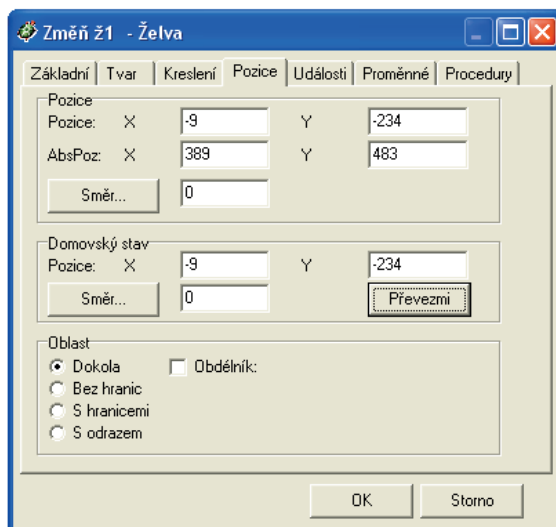 Změň ž1 - Želva
Základní Tvar Kreslení Pozice Události Proměnné Procedury
Pozice
Pozice: X -9 Y -234
AbsPoz: X 389 Y 483
Směr... 0
Domovský stav
Pozice: X -9 Y -234
Směr... 0 Převezmi
Oblast
Dokola Obdélník:
Bez hranic
S hranicemi
S odrazem
OK Storno